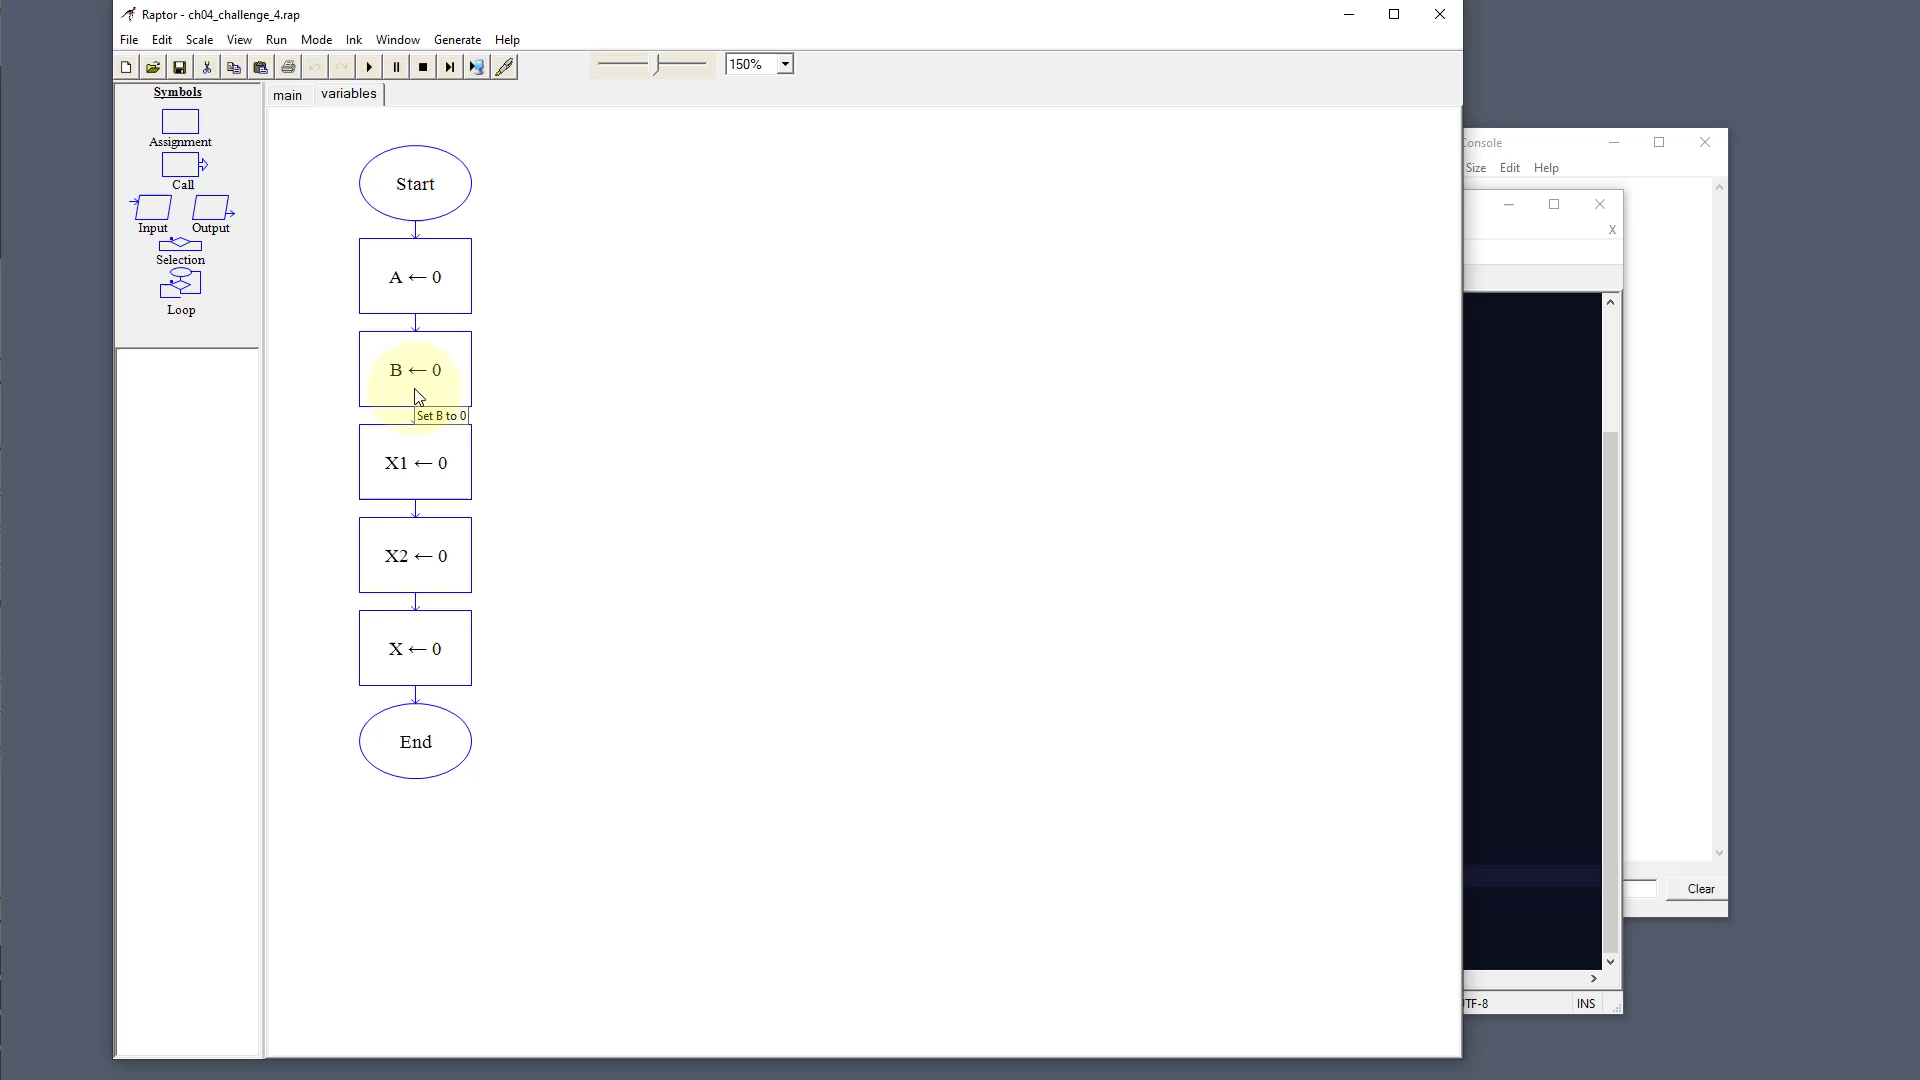 Raptor - ch04_challenge_4.rap
File Edit Scale View Run Mode Ink Window Generate Help
150%
Symbols
Assignment
Call
Input Output
Selection
Loop
main variables
Start
A ← 0
B ← 0
Set B to 0
X1 ← 0
X2 ← 0
X ← 0
End
Console
Size Edit Help
X
Clear
UTF-8 INS